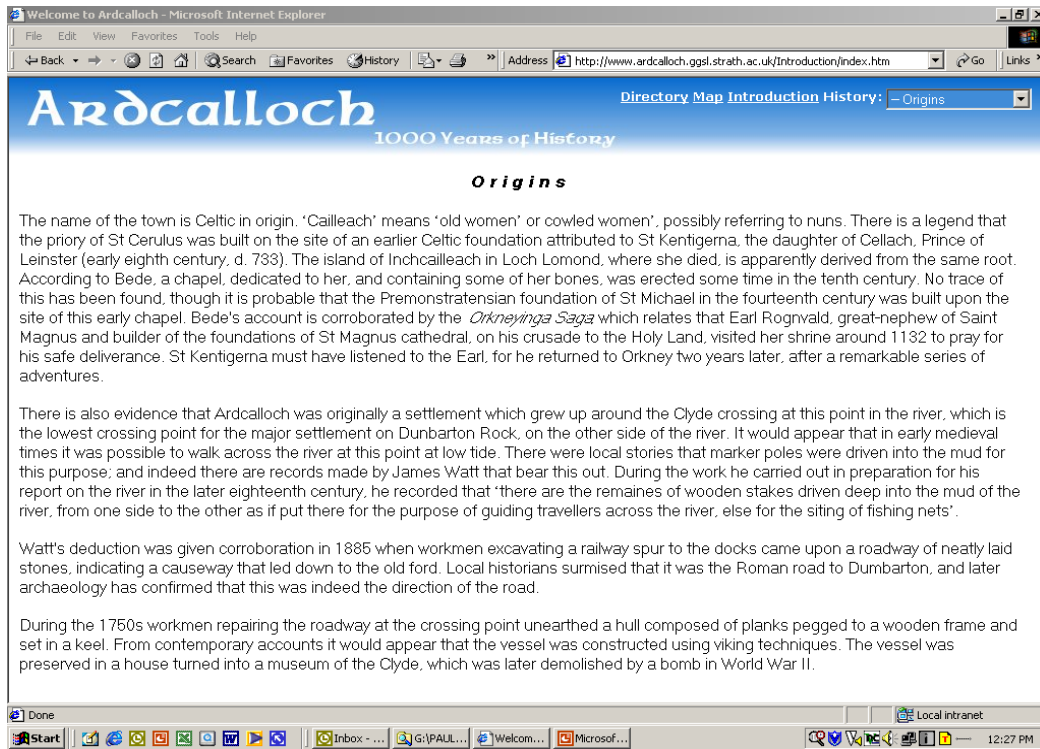 Welcome to Ardcalloch - Microsoft Internet Explorer
File Edit View Favorites Tools Help
Back Search Favorites History » Address http://www.ardcalloch.ggsl.strath.ac.uk/Introduction/index.htm Go Links »
Ardcalloch
1000 Years of History
Directory Map Introduction History: -- Origins
Origins
The name of the town is Celtic in origin. ‘Cailleach’ means ‘old women’ or cowled women’, possibly referring to nuns. There is a legend that
the priory of St Cerulus was built on the site of an earlier Celtic foundation attributed to St Kentigerna, the daughter of Cellach, Prince of
Leinster (early eighth century, d. 733). The island of Inchcailleach in Loch Lomond, where she died, is apparently derived from the same root.
According to Bede, a chapel, dedicated to her, and containing some of her bones, was erected some time in the tenth century. No trace of
this has been found, though it is probable that the Premonstratensian foundation of St Michael in the fourteenth century was built upon the
site of this early chapel. Bede's account is corroborated by the Orkneyinga Saga which relates that Earl Rognvald, great-nephew of Saint
Magnus and builder of the foundations of St Magnus cathedral, on his crusade to the Holy Land, visited her shrine around 1132 to pray for
his safe deliverance. St Kentigerna must have listened to the Earl, for he returned to Orkney two years later, after a remarkable series of
adventures.
There is also evidence that Ardcalloch was originally a settlement which grew up around the Clyde crossing at this point in the river, which is
the lowest crossing point for the major settlement on Dunbarton Rock, on the other side of the river. It would appear that in early medieval
times it was possible to walk across the river at this point at low tide. There were local stories that marker poles were driven into the mud for
this purpose; and indeed there are records made by James Watt that bear this out. During the work he carried out in preparation for his
report on the river in the later eighteenth century, he recorded that ‘there are the remaines of wooden stakes driven deep into the mud of the
river, from one side to the other as if put there for the purpose of guiding travellers across the river, else for the siting of fishing nets’.
Watt's deduction was given corroboration in 1885 when workmen excavating a railway spur to the docks came upon a roadway of neatly laid
stones, indicating a causeway that led down to the old ford. Local historians surmised that it was the Roman road to Dumbarton, and later
archaeology has confirmed that this was indeed the direction of the road.
During the 1750s workmen repairing the roadway at the crossing point unearthed a hull composed of planks pegged to a wooden frame and
set in a keel. From contemporary accounts it would appear that the vessel was constructed using viking techniques. The vessel was
preserved in a house turned into a museum of the Clyde, which was later demolished by a bomb in World War II.
Done Local intranet
Start Inbox - ... G:\PAUL... Welcom... Microsof... 12:27 PM